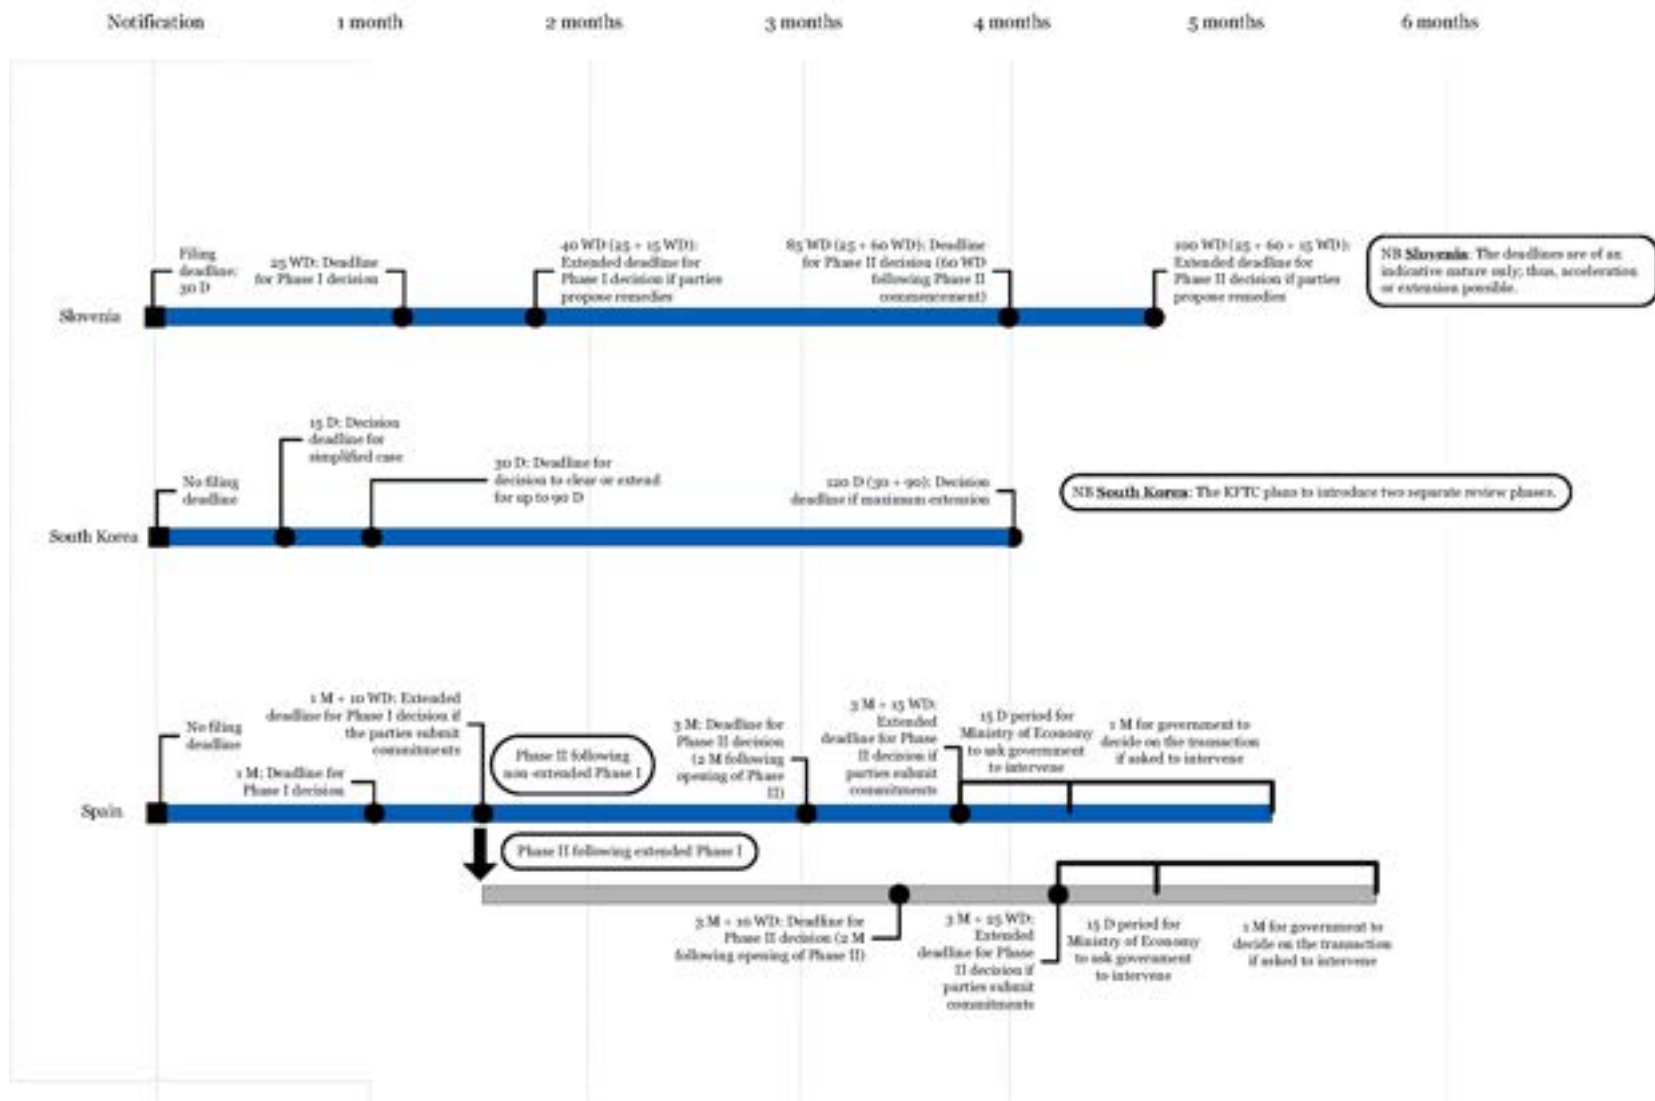 Notification 1 month 2 months 3 months 4 months 5 months 6 months
Filing
deadline:
30 D
25 WD: Deadline
for Phase I decision
40 WD (25 + 15 WD):
Extended deadline for
Phase I decision if parties
propose remedies
85 WD (25 + 60 WD): Deadline
for Phase II decision (60 WD
following Phase II
commencement)
100 WD (25 + 60 + 15 WD):
Extended deadline for
Phase II decision if parties
propose remedies
NB Slovenia: The deadlines are of an
indicative nature only; thus, acceleration
or extension possible.
Slovenia
15 D: Decision
deadline for
simplified case
No filing
deadline
30 D: Deadline for
decision to clear or extend
for up to 90 D
120 D (30 + 90): Decision
deadline if maximum extension
NB South Korea: The KFTC plans to introduce two separate review phases.
South Korea
No filing
deadline
1 M: Deadline for
Phase I decision
1 M + 10 WD: Extended
deadline for Phase I decision if
the parties submit
commitments
Phase II following
non-extended Phase I
3 M: Deadline for
Phase II decision
(2 M following
opening of Phase
II)
3 M + 15 WD:
Extended
deadline for Phase
II decision if
parties submit
commitments
15 D period for
Ministry of Economy
to ask government
to intervene
1 M for government to
decide on the transaction
if asked to intervene
Spain
Phase II following extended Phase I
3 M + 10 WD: Deadline for
Phase II decision (2 M
following opening of Phase II)
3 M + 25 WD:
Extended
deadline for Phase
II decision if
parties submit
commitments
15 D period for
Ministry of Economy
to ask government
to intervene
1 M for government to
decide on the transaction
if asked to intervene